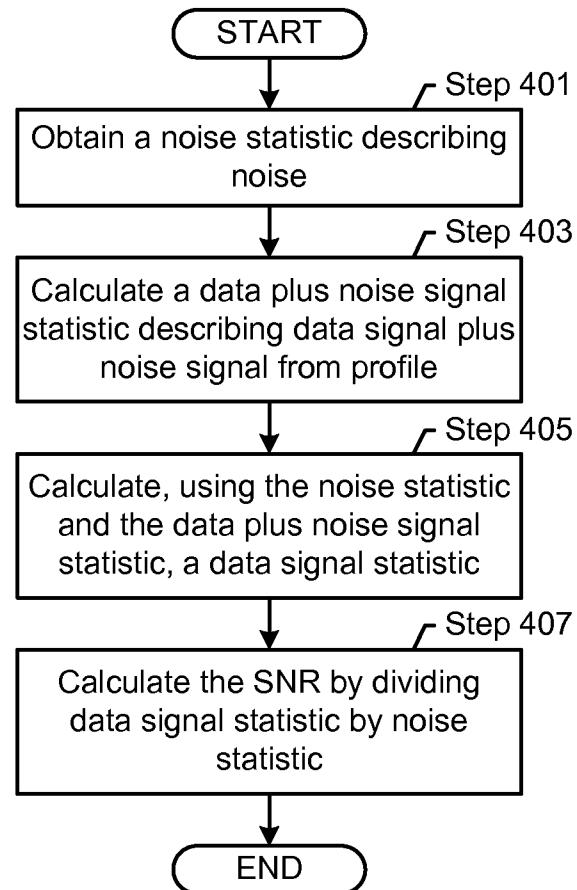 START
Step 401
Obtain a noise statistic describing
noise
Step 403
Calculate a data plus noise signal
statistic describing data signal plus
noise signal from profile
Step 405
Calculate, using the noise statistic
and the data plus noise signal
statistic, a data signal statistic
Step 407
Calculate the SNR by dividing
data signal statistic by noise
statistic
END